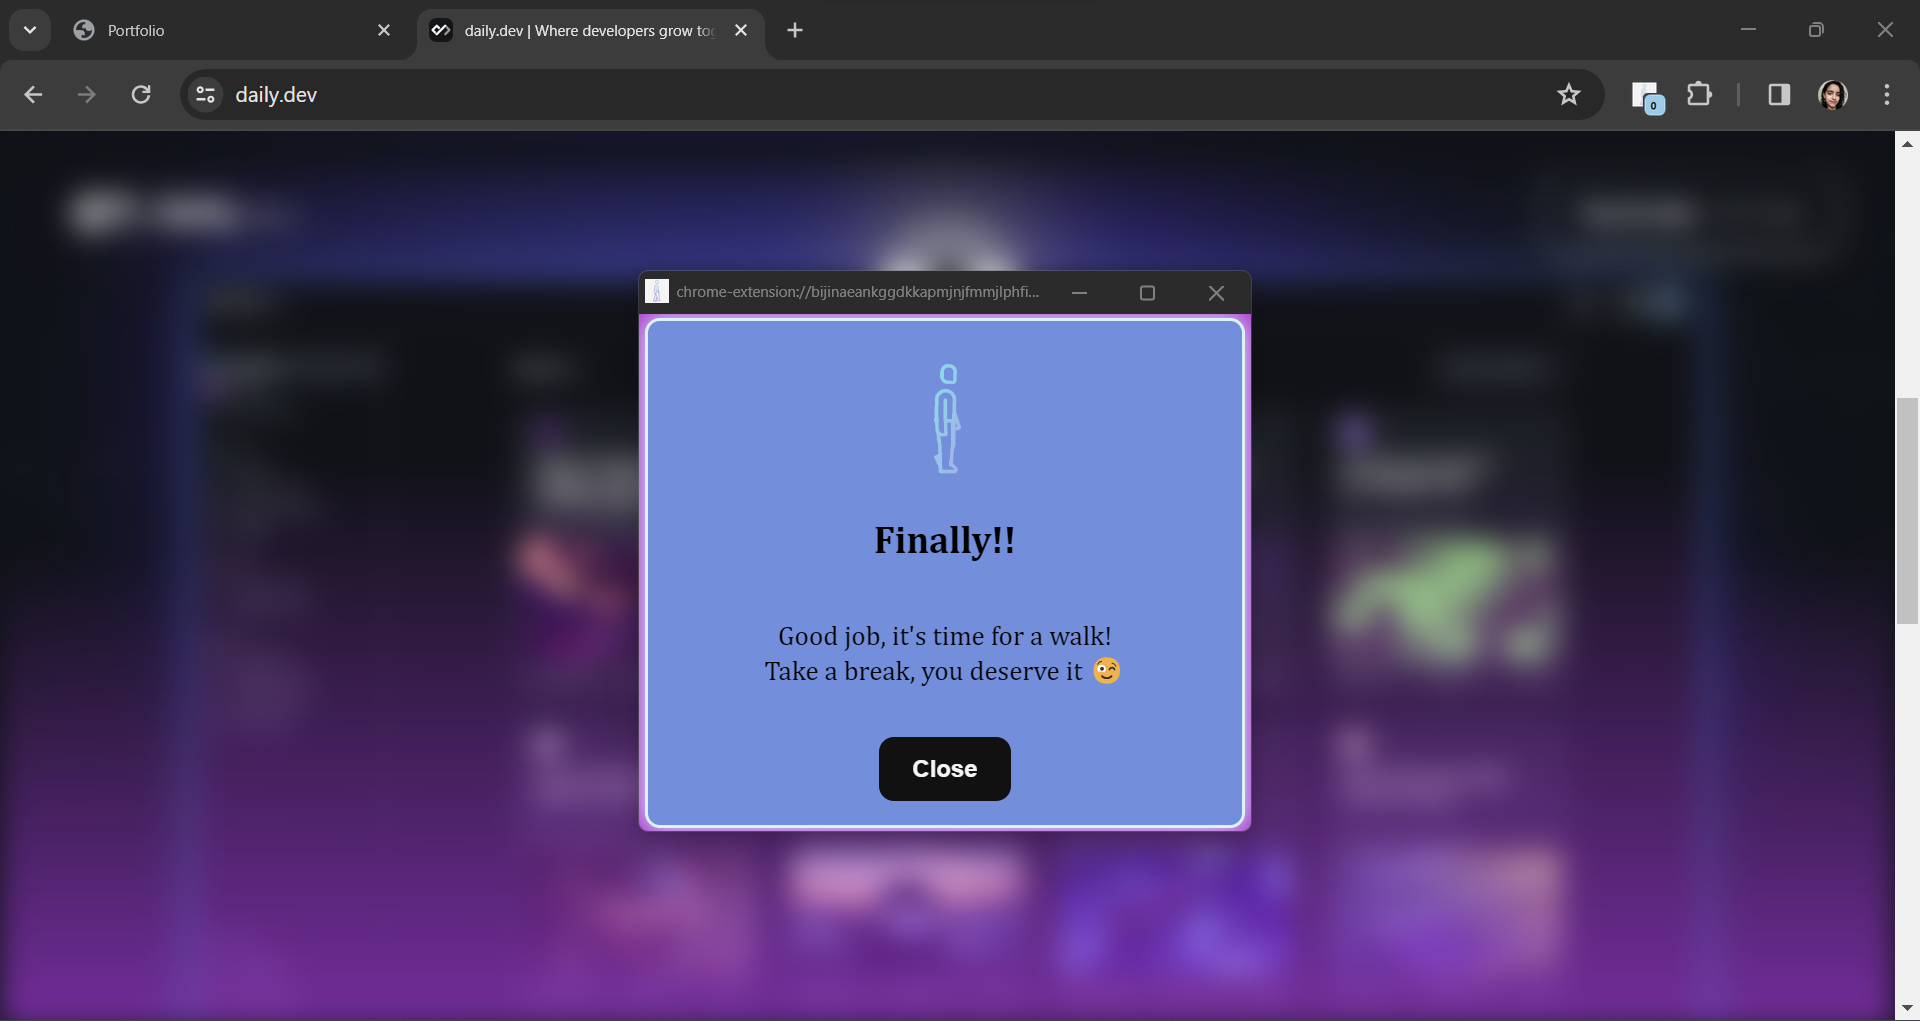 Portfolio
daily.dev | Where developers grow tog
daily.dev
0
chrome-extension://bijinaeankggdkkapmjnjfmmjlphfi...
Finally!!
Good job, it's time for a walk!
Take a break, you deserve it 😉
Close